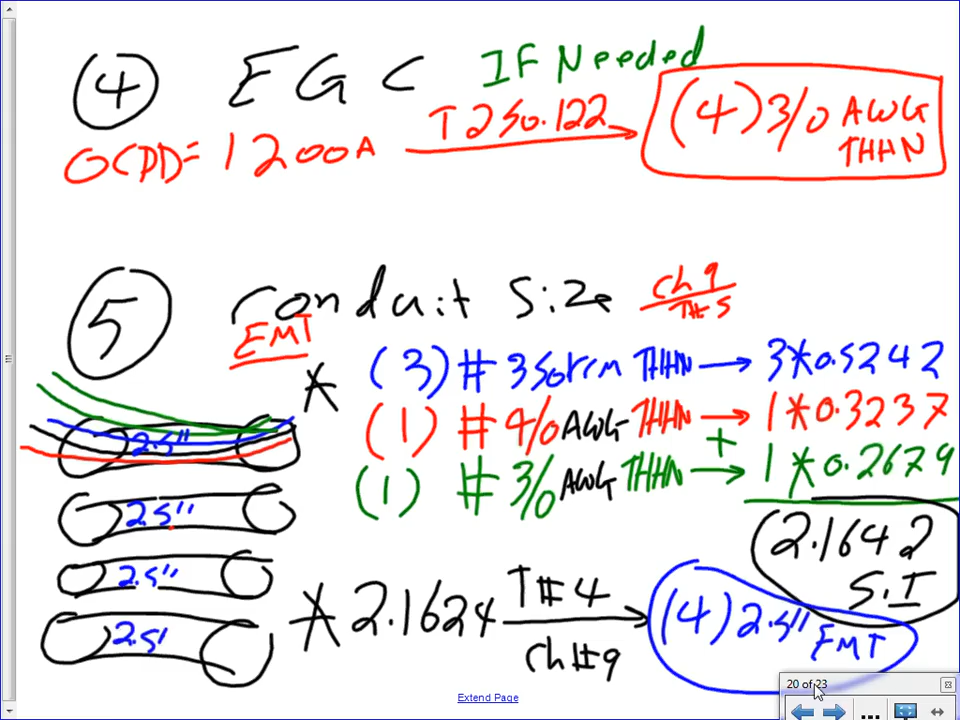 ④ EGC IF Needed
OCPD= 1200A T 250.122 (4) 3/0 AWG
THHN
⑤ Conduit Size Ch 9
T# 5
EMT
* (3) # 350 kcm THHN → 3*0.5242
(1) # 4/0 AWG THHN → 1*0.3237
+
(1) # 3/0 AWG THHN → 1*0.2679
2.1642
S.I
2.5"
2.5"
2.5"
2.5'
* 2.1624 T#4 (4) 2.5" EMT
Ch#9
20 of 23
Extend Page